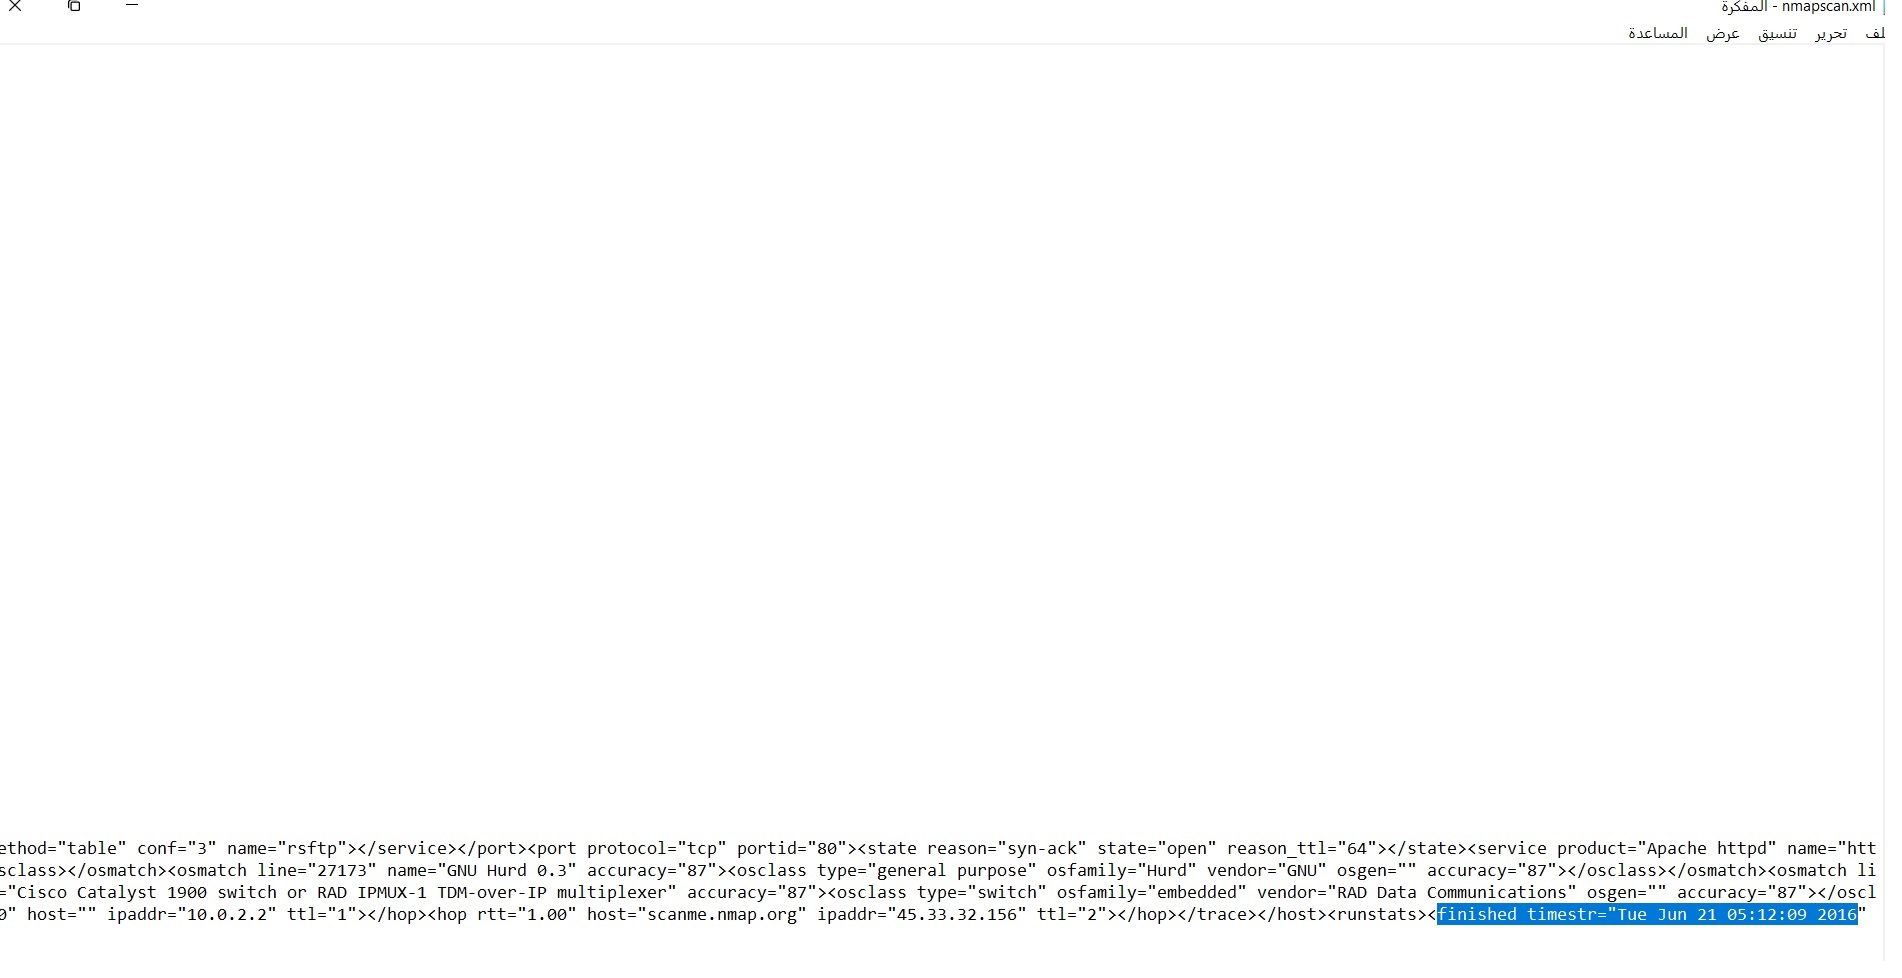 nmapscan.xml - المفكرة
تحرير تنسيق عرض المساعدة
ethod="table" conf="3" name="rsftp"></service></port><port protocol="tcp" portid="80"><state reason="syn-ack" state="open" reason_ttl="64"></state><service product="Apache httpd" name="htt
sclass></osmatch><osmatch line="27173" name="GNU Hurd 0.3" accuracy="87"><osclass type="general purpose" osfamily="Hurd" vendor="GNU" osgen="" accuracy="87"></osclass></osmatch><osmatch li
="Cisco Catalyst 1900 switch or RAD IPMUX-1 TDM-over-IP multiplexer" accuracy="87"><osclass type="switch" osfamily="embedded" vendor="RAD Data Communications" osgen="" accuracy="87"></oscl
0" host="" ipaddr="10.0.2.2" ttl="1"></hop><hop rtt="1.00" host="scanme.nmap.org" ipaddr="45.33.32.156" ttl="2"></hop></trace></host><runstats><finished timestr="Tue Jun 21 05:12:09 2016"